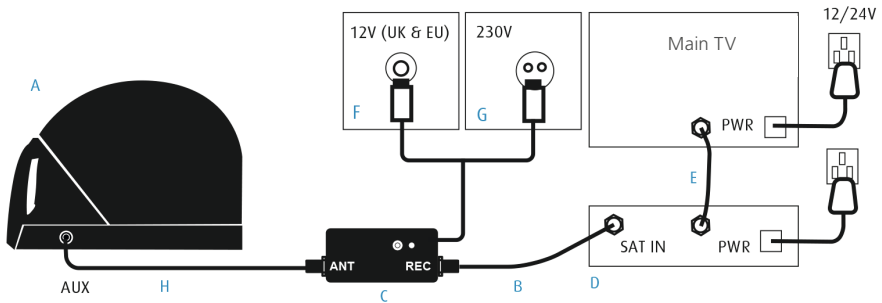 12/24V
12V (UK & EU)
230V
Main TV
A
F
G
PWR
E
SAT IN
PWR
ANT
REC
AUX
H
C
B
D